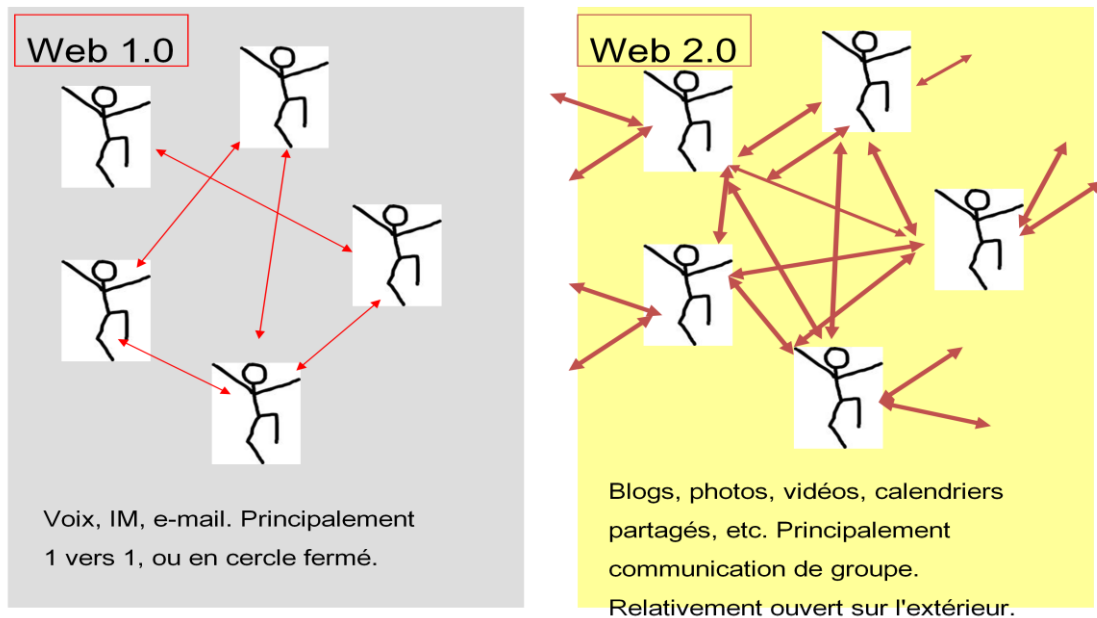 Web 1.0
Voix, IM, e-mail. Principalement
1 vers 1, ou en cercle fermé.
Web 2.0
Blogs, photos, vidéos, calendriers
partagés, etc. Principalement
communication de groupe.
Relativement ouvert sur l'extérieur.